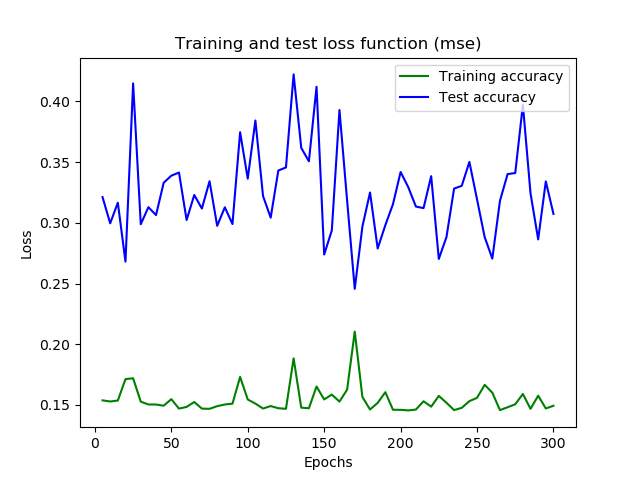 Training and test loss function (mse)
Training accuracy
Test accuracy
0.40
0.35
0.30
0.25
0.20
0.15
Loss
0
50
100
150
200
250
300
Epochs